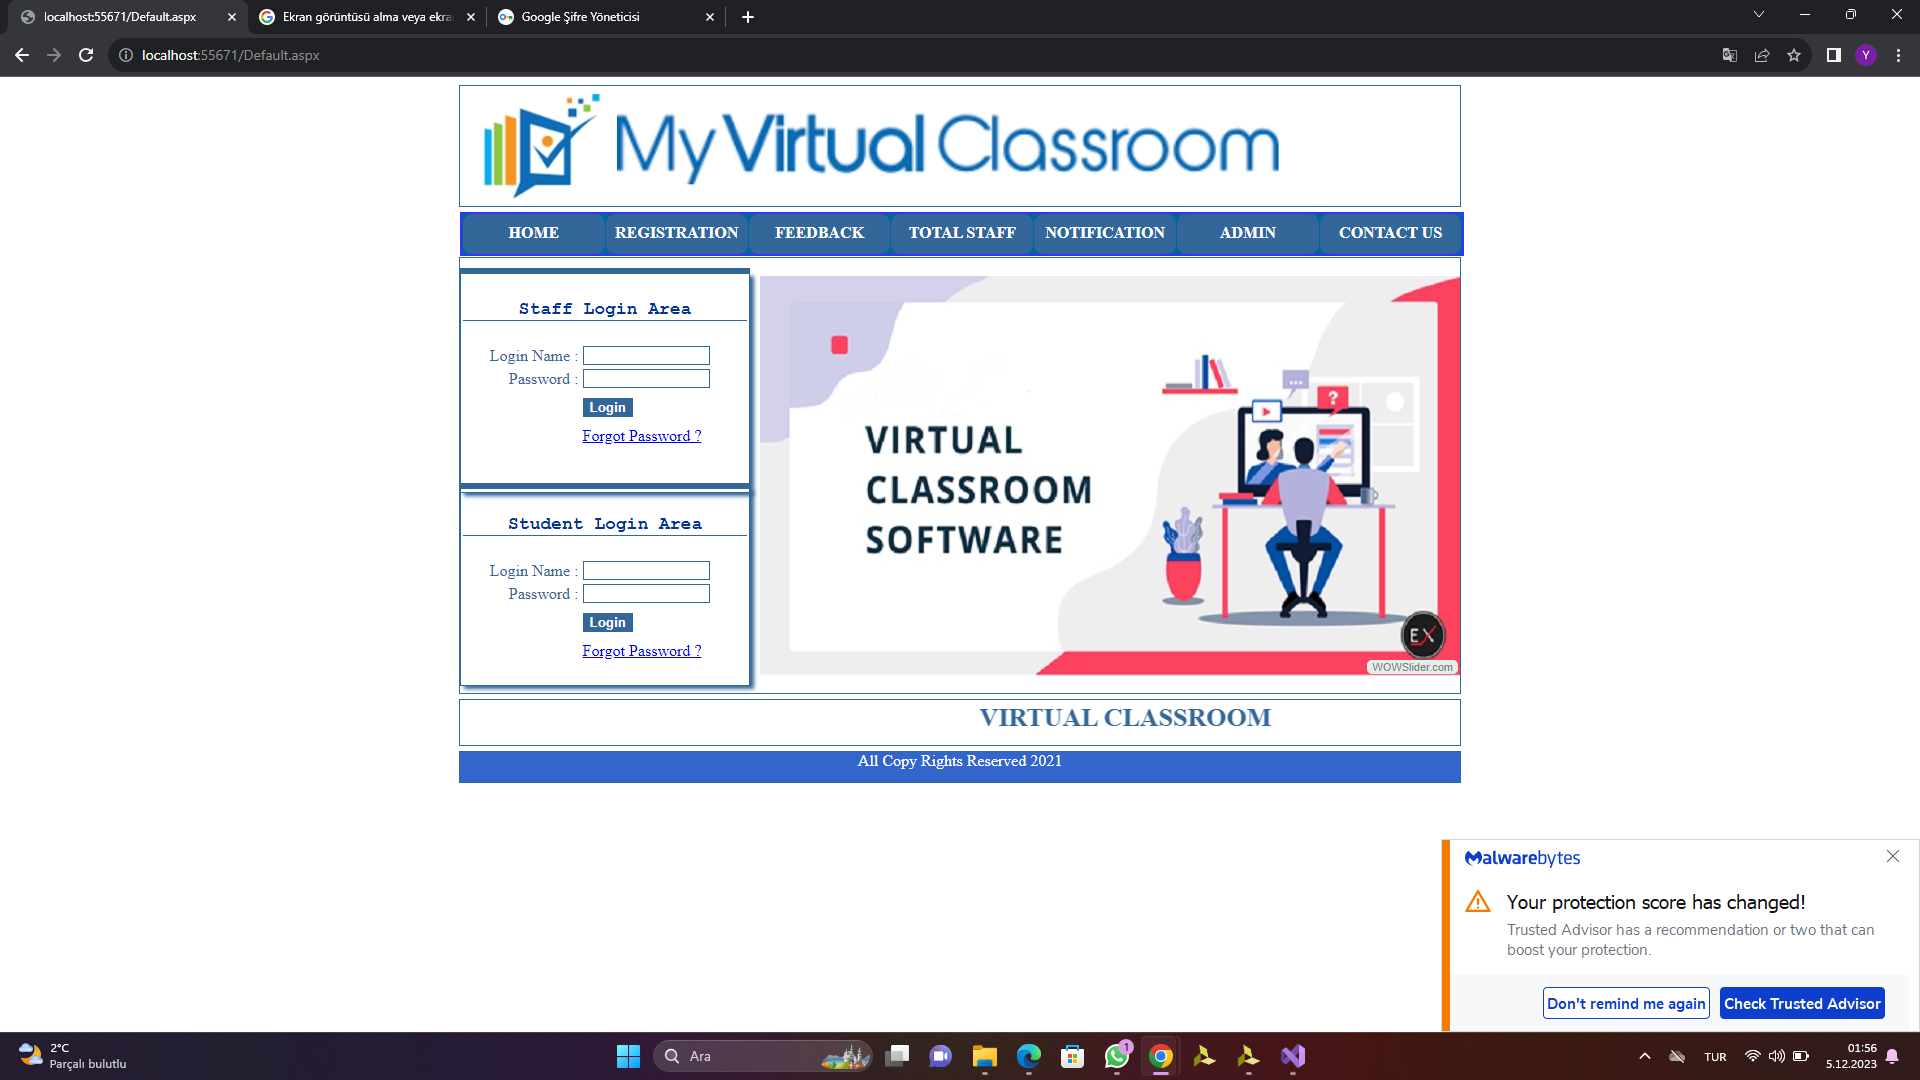 localhost:55671/Default.aspx
Ekran görüntüsü alma veya ekra
Google Şifre Yöneticisi
localhost:55671/Default.aspx
Y
My Virtual Classroom
HOME REGISTRATION FEEDBACK TOTAL STAFF NOTIFICATION ADMIN CONTACT US
Staff Login Area
Login Name :
Password :
Login
Forgot Password ?
Student Login Area
Login Name :
Password :
Login
Forgot Password ?
VIRTUAL
CLASSROOM
SOFTWARE
?
EX
WOWSlider.com
VIRTUAL CLASSROOM
All Copy Rights Reserved 2021
Malwarebytes
Your protection score has changed!
Trusted Advisor has a recommendation or two that can
boost your protection.
Don't remind me again
Check Trusted Advisor
2°C
Parçalı bulutlu
Ara
1
TUR
01:56
5.12.2023